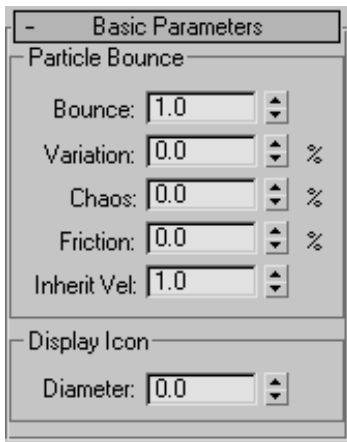 - Basic Parameters
Particle Bounce
Bounce: 1.0
Variation: 0.0 %
Chaos: 0.0 %
Friction: 0.0 %
Inherit Vel: 1.0
Display Icon
Diameter: 0.0